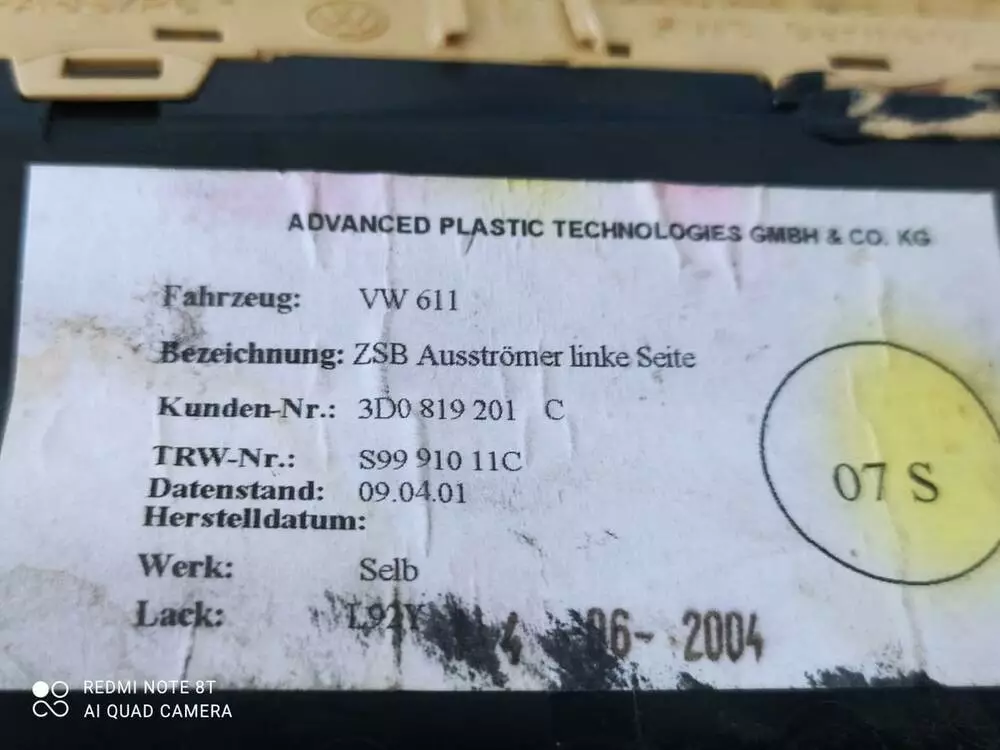 ADVANCED PLASTIC TECHNOLOGIES GMBH & CO. KG
Fahrzeug: VW 611
Bezeichnung: ZSB Ausströmer linke Seite
Kunden-Nr.: 3D0 819 201 C
TRW-Nr.: S99 910 11C
Datenstand: 09.04.01
Herstelldatum:
07 S
Werk: Selb
Lack: L92Y
4 06- 2004
REDMI NOTE 8T
AI QUAD CAMERA